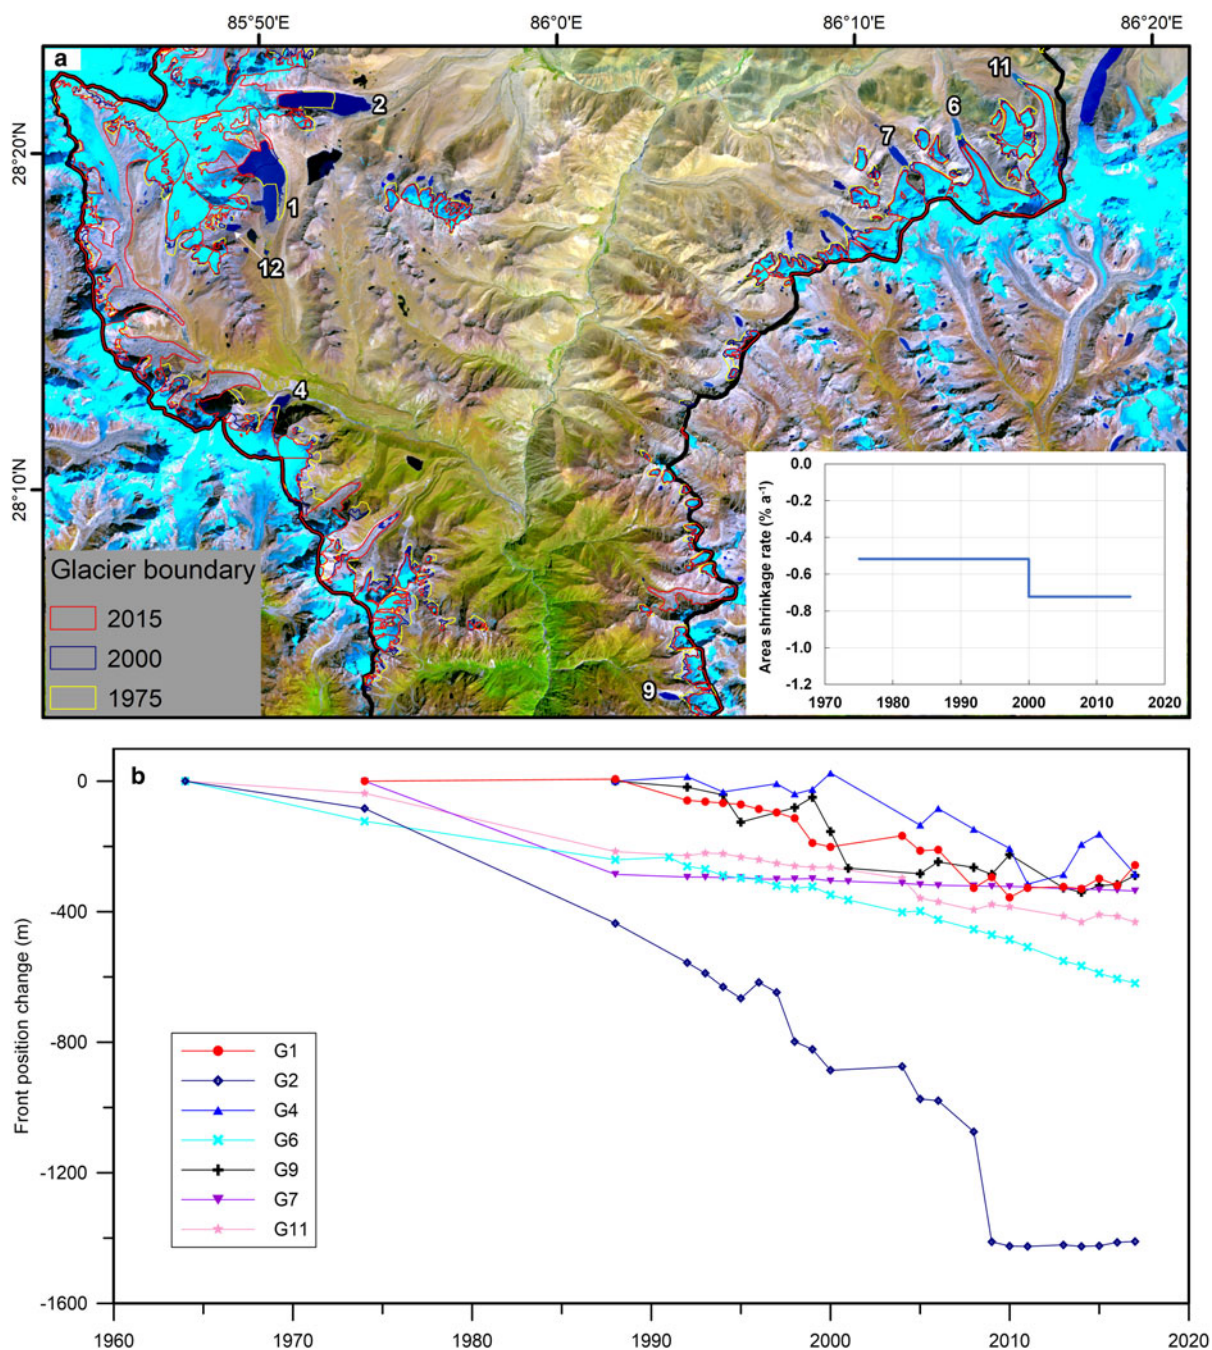 85°50'E 86°0'E 86°10'E 86°20'E
a
28°20'N
28°10'N
11
2
6
7
1
12
4
9
Glacier boundary
2015
2000
1975
Area shrinkage rate (% a⁻¹)
0.0
-0.2
-0.4
-0.6
-0.8
-1.0
-1.2
1970 1980 1990 2000 2010 2020
b
Front position change (m)
0
-400
-800
-1200
-1600
G1
G2
G4
G6
G9
G7
G11
1960 1970 1980 1990 2000 2010 2020